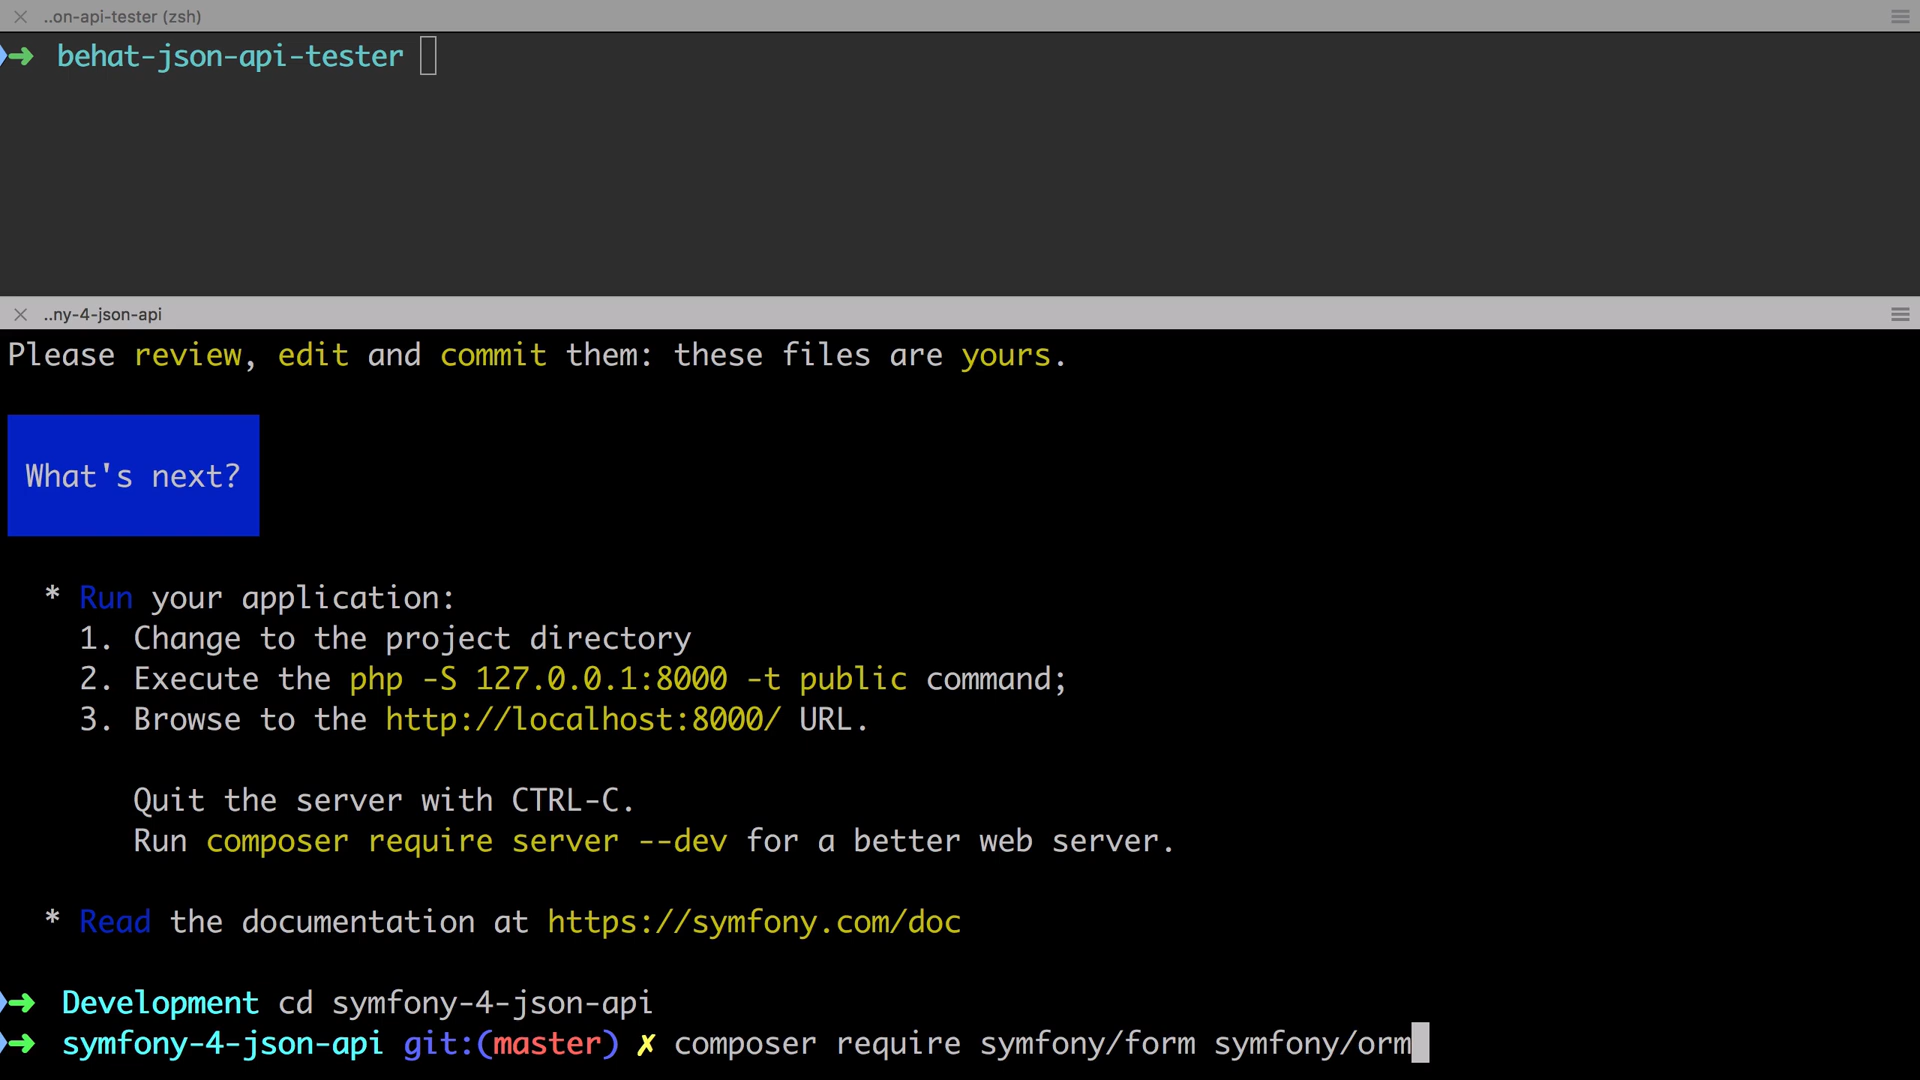 ..on-api-tester (zsh)
➜ behat-json-api-tester
..ny-4-json-api
Please review, edit and commit them: these files are yours.
What's next?
* Run your application:
1. Change to the project directory
2. Execute the php -S 127.0.0.1:8000 -t public command;
3. Browse to the http://localhost:8000/ URL.
Quit the server with CTRL-C.
Run composer require server --dev for a better web server.
* Read the documentation at https://symfony.com/doc
➜ Development cd symfony-4-json-api
➜ symfony-4-json-api git:(master) ✗ composer require symfony/form symfony/orm